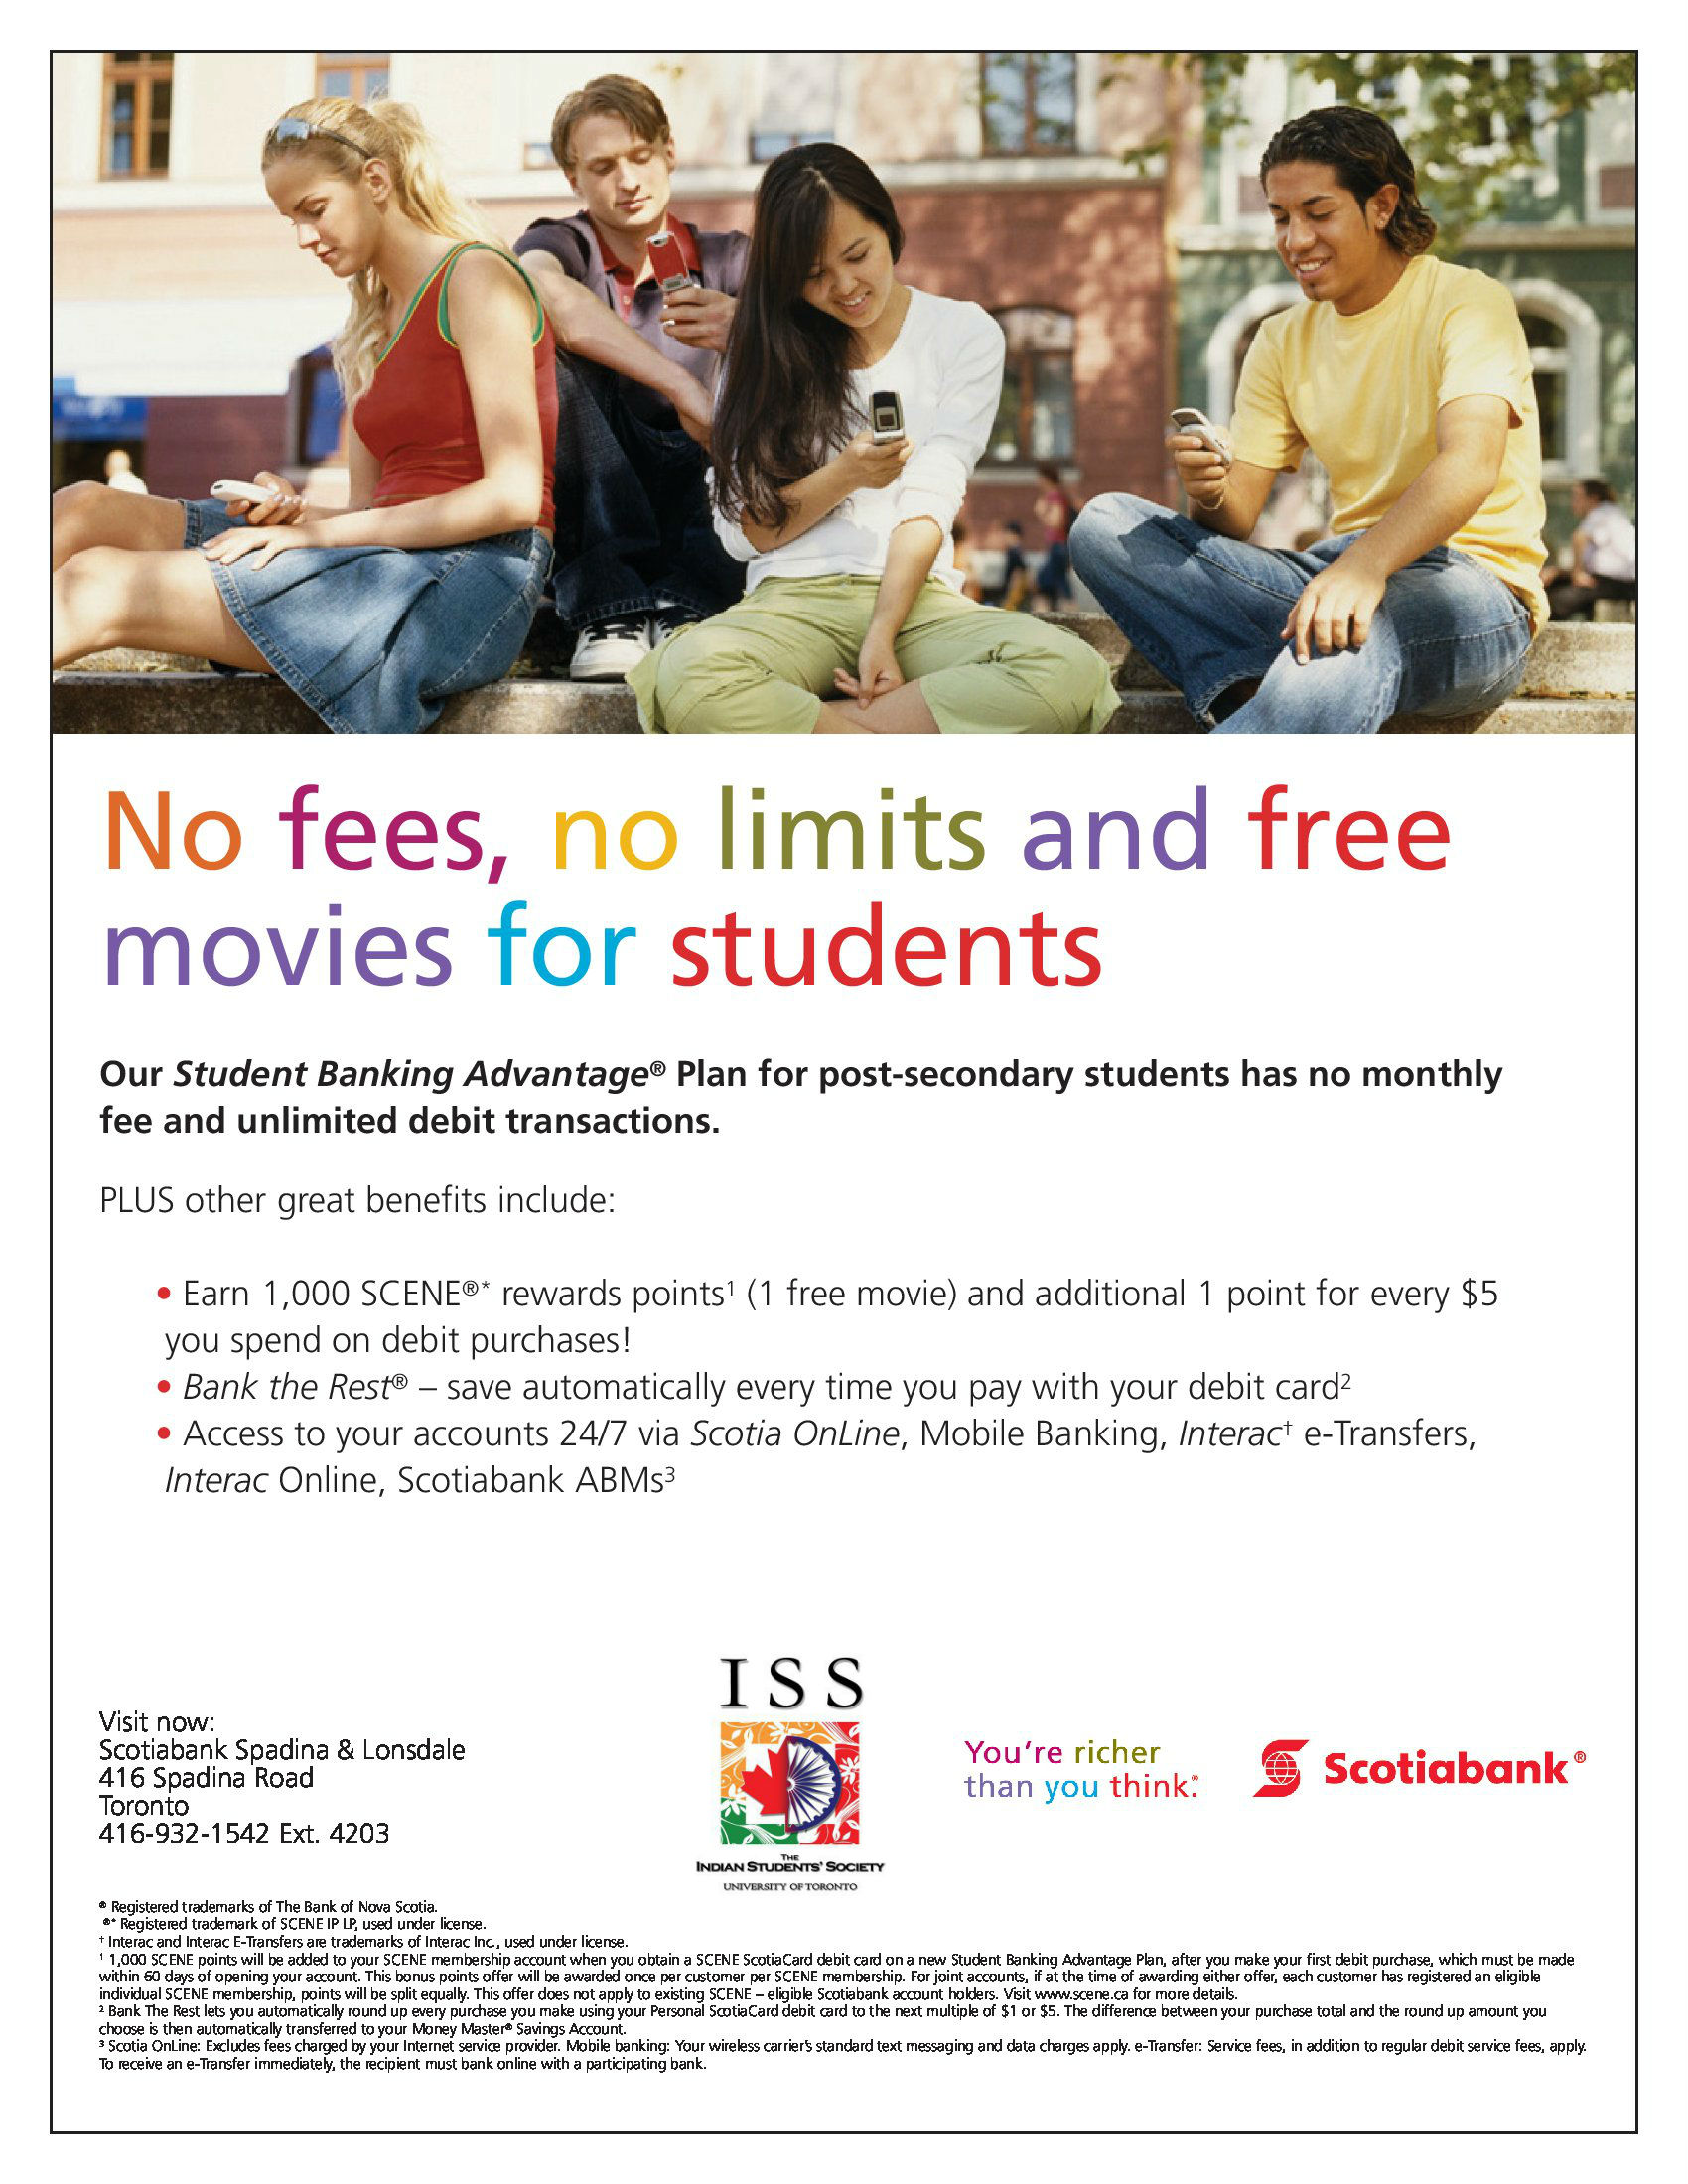 No fees, no limits and free
movies for students
Our Student Banking Advantage® Plan for post-secondary students has no monthly
fee and unlimited debit transactions.
PLUS other great benefits include:
• Earn 1,000 SCENE®* rewards points¹ (1 free movie) and additional 1 point for every $5
you spend on debit purchases!
• Bank the Rest® – save automatically every time you pay with your debit card²
• Access to your accounts 24/7 via Scotia OnLine, Mobile Banking, Interac† e-Transfers,
Interac Online, Scotiabank ABMs³
Visit now:
Scotiabank Spadina & Lonsdale
416 Spadina Road
Toronto
416-932-1542 Ext. 4203
ISS
THE
INDIAN STUDENTS' SOCIETY
UNIVERSITY OF TORONTO
You're richer
than you think.®
Scotiabank®
® Registered trademarks of The Bank of Nova Scotia.
®* Registered trademark of SCENE IP LP, used under license.
† Interac and Interac E-Transfers are trademarks of Interac Inc., used under license.
¹ 1,000 SCENE points will be added to your SCENE membership account when you obtain a SCENE ScotiaCard debit card on a new Student Banking Advantage Plan, after you make your first debit purchase, which must be made
within 60 days of opening your account. This bonus points offer will be awarded once per customer per SCENE membership. For joint accounts, if at the time of awarding either offer, each customer has registered an eligible
individual SCENE membership, points will be split equally. This offer does not apply to existing SCENE – eligible Scotiabank account holders. Visit www.scene.ca for more details.
² Bank The Rest lets you automatically round up every purchase you make using your Personal ScotiaCard debit card to the next multiple of $1 or $5. The difference between your purchase total and the round up amount you
choose is then automatically transferred to your Money Master® Savings Account.
³ Scotia OnLine: Excludes fees charged by your Internet service provider. Mobile banking: Your wireless carrier's standard text messaging and data charges apply. e-Transfer: Service fees, in addition to regular debit service fees, apply.
To receive an e-Transfer immediately, the recipient must bank online with a participating bank.